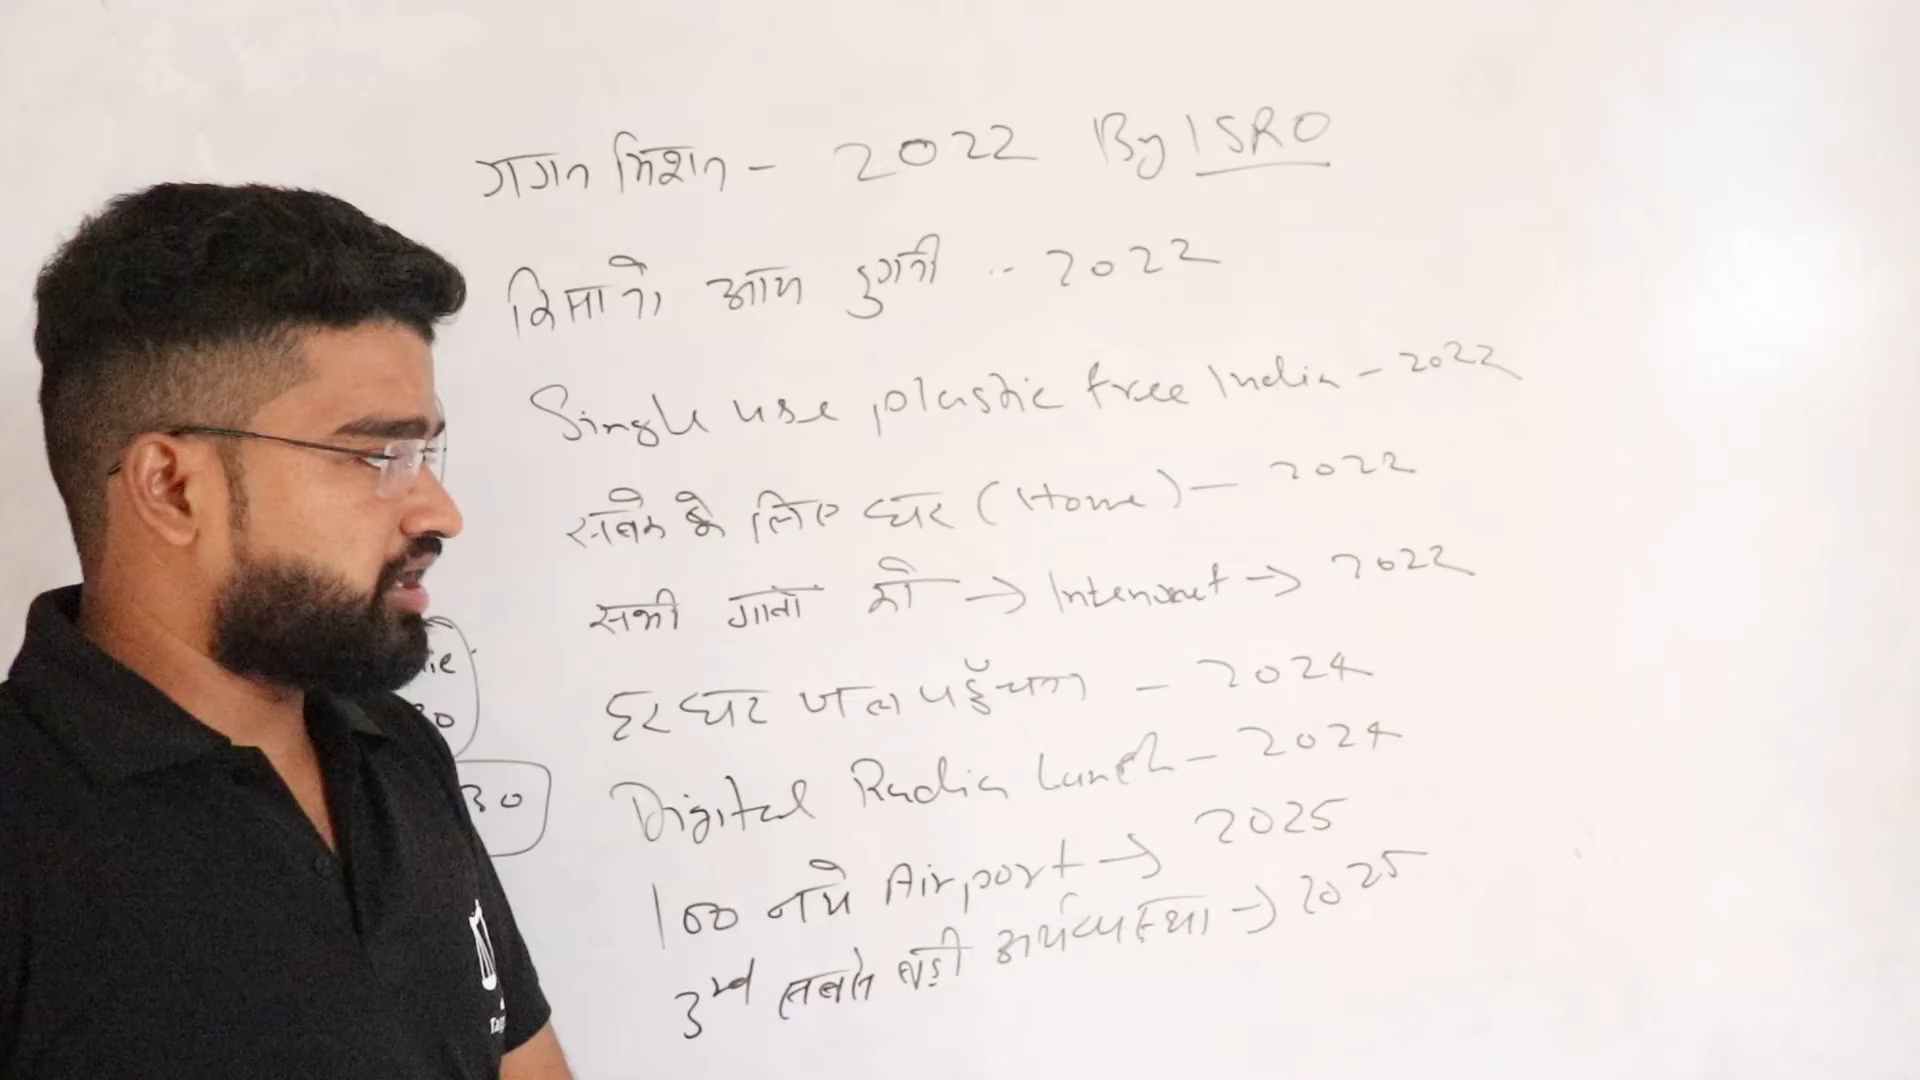 गगन मिशन - 2022 By ISRO
किसानो आय दुगनी - 2022
Single use plastic free India - 2022
सबके के लिए घर (Home) - 2022
सभी गावो को → Internet → 2022
हर घर जल पहुँचाना - 2024
Digital Radio Lunch - 2024
100 नये Airport → 2025
3rd सबसे बड़ी अर्थव्यवस्था → 2025
30